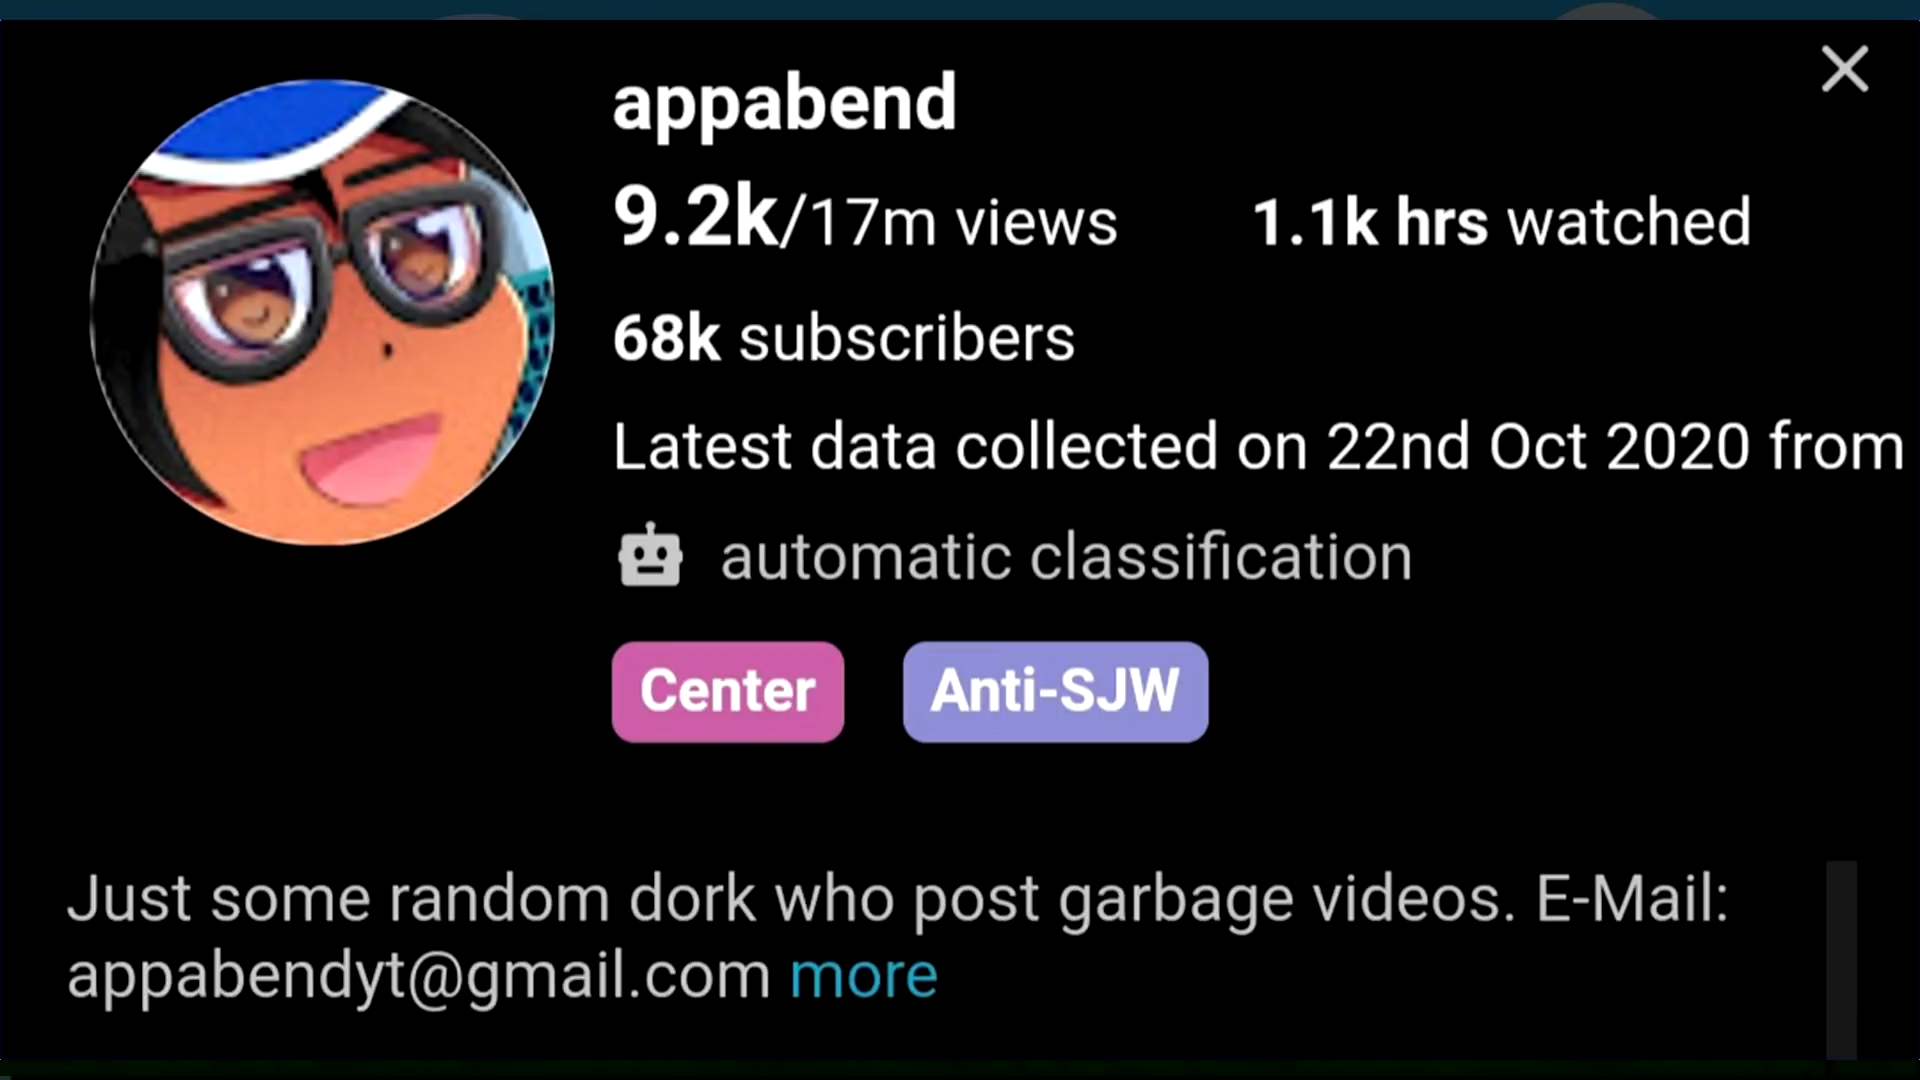 appabend
9.2k/17m views 1.1k hrs watched
68k subscribers
Latest data collected on 22nd Oct 2020 from
automatic classification
Center Anti-SJW
Just some random dork who post garbage videos. E-Mail:
appabendyt@gmail.com more